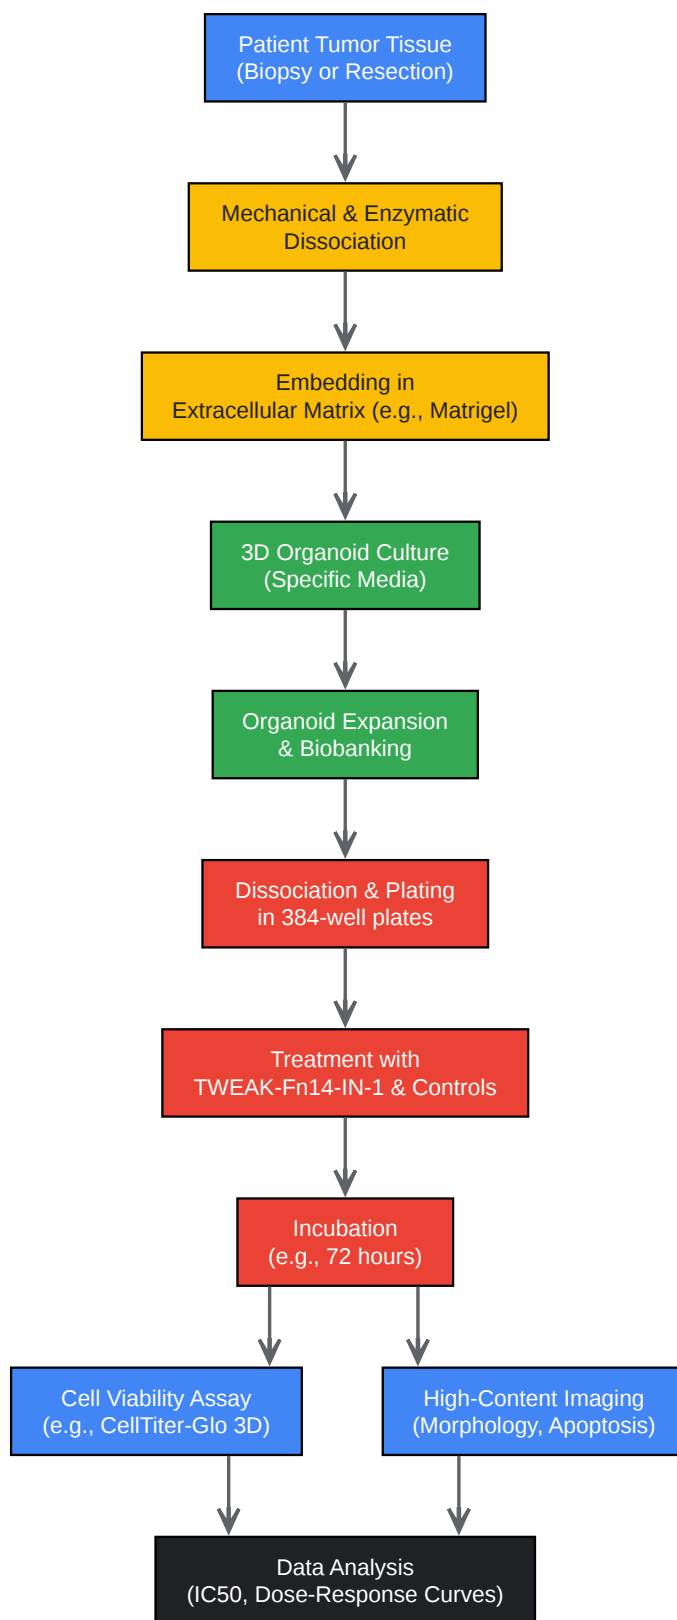 Patient Tumor Tissue
(Biopsy or Resection)
Mechanical & Enzymatic
Dissociation
Embedding in
Extracellular Matrix (e.g., Matrigel)
3D Organoid Culture
(Specific Media)
Organoid Expansion
& Biobanking
Dissociation & Plating
in 384-well plates
Treatment with
TWEAK-Fn14-IN-1 & Controls
Incubation
(e.g., 72 hours)
Cell Viability Assay
(e.g., CellTiter-Glo 3D)
High-Content Imaging
(Morphology, Apoptosis)
Data Analysis
(IC50, Dose-Response Curves)